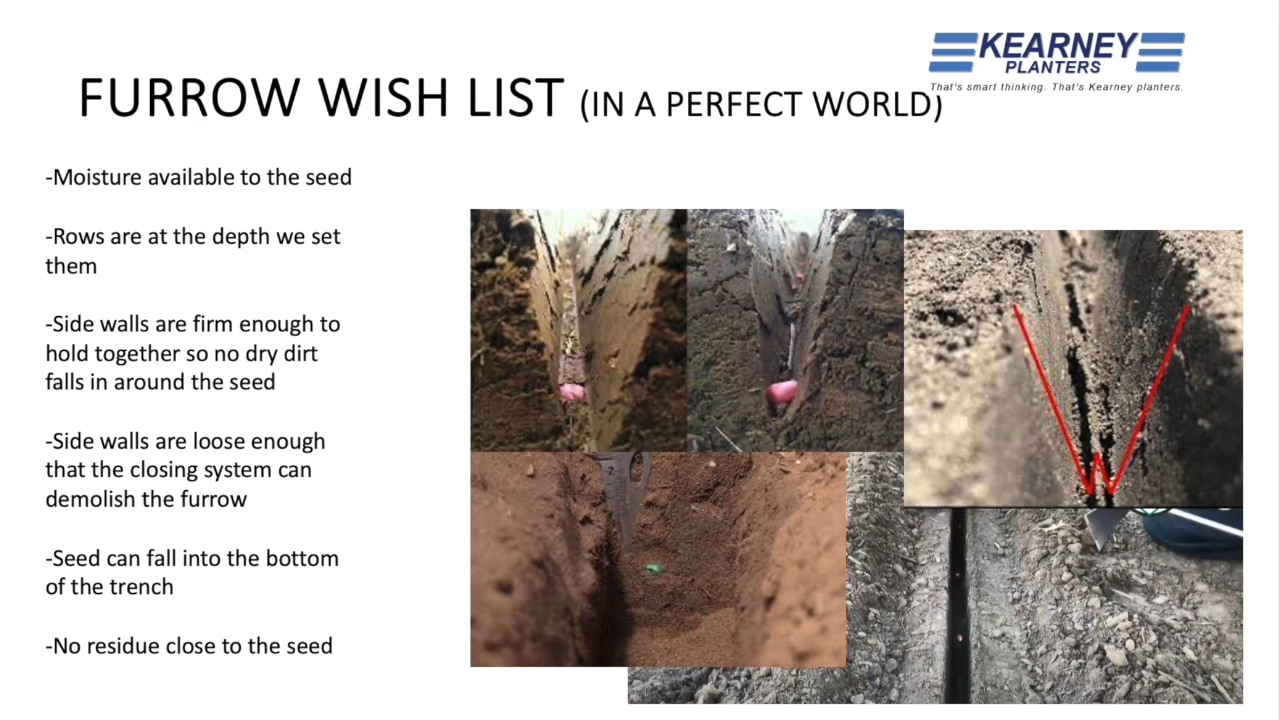 KEARNEY
PLANTERS
That's smart thinking. That's Kearney planters.
FURROW WISH LIST (IN A PERFECT WORLD)
-Moisture available to the seed
-Rows are at the depth we set
them
-Side walls are firm enough to
hold together so no dry dirt
falls in around the seed
-Side walls are loose enough
that the closing system can
demolish the furrow
-Seed can fall into the bottom
of the trench
-No residue close to the seed
2